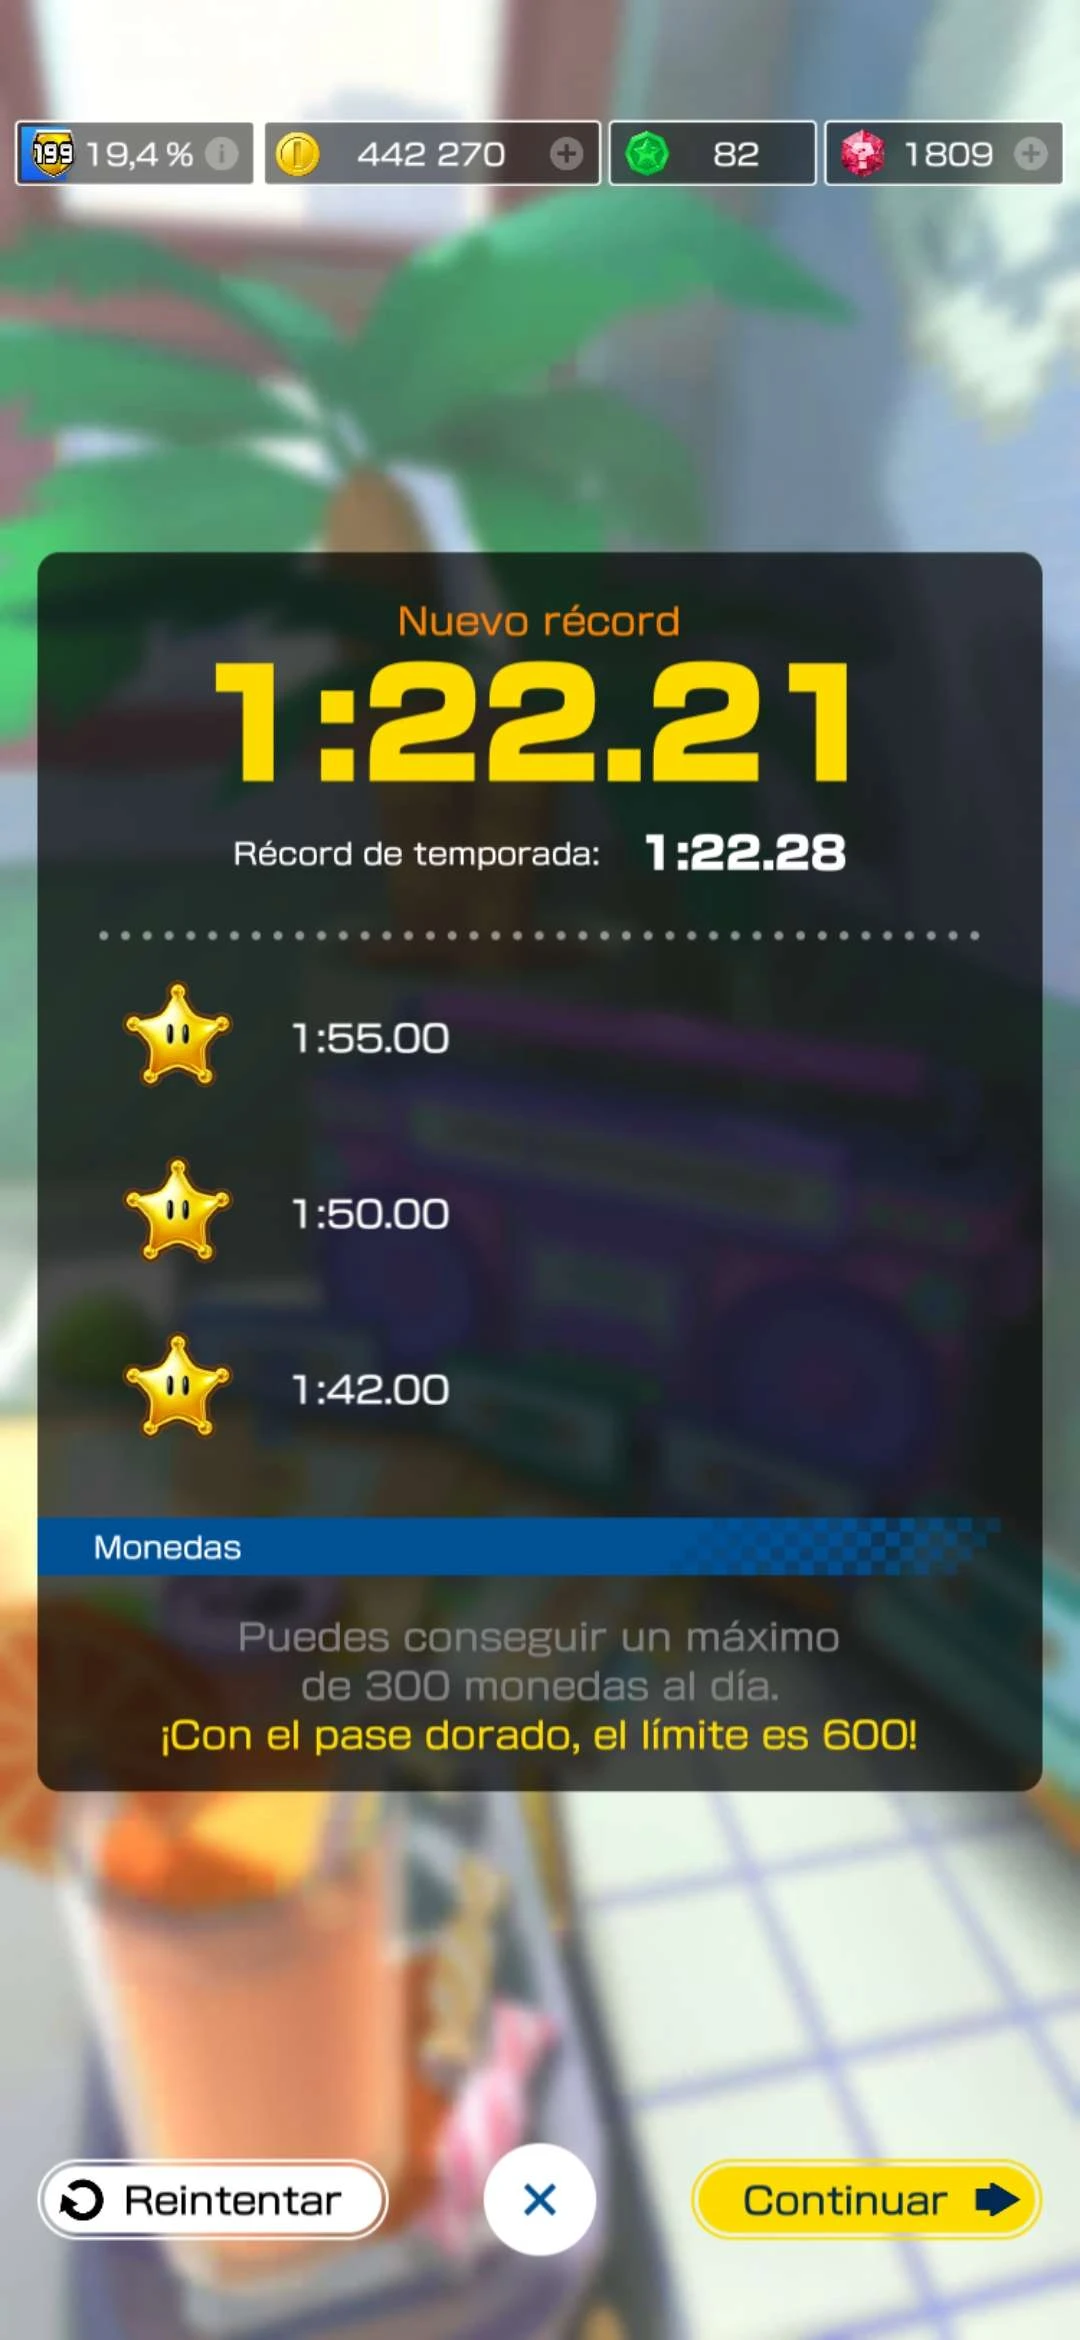 199 19,4 % i 442 270 + 82 1809 +
Nuevo récord
1:22.21
Récord de temporada: 1:22.28
1:55.00
1:50.00
1:42.00
Monedas
Puedes conseguir un máximo
de 300 monedas al día.
¡Con el pase dorado, el límite es 600!
Reintentar × Continuar